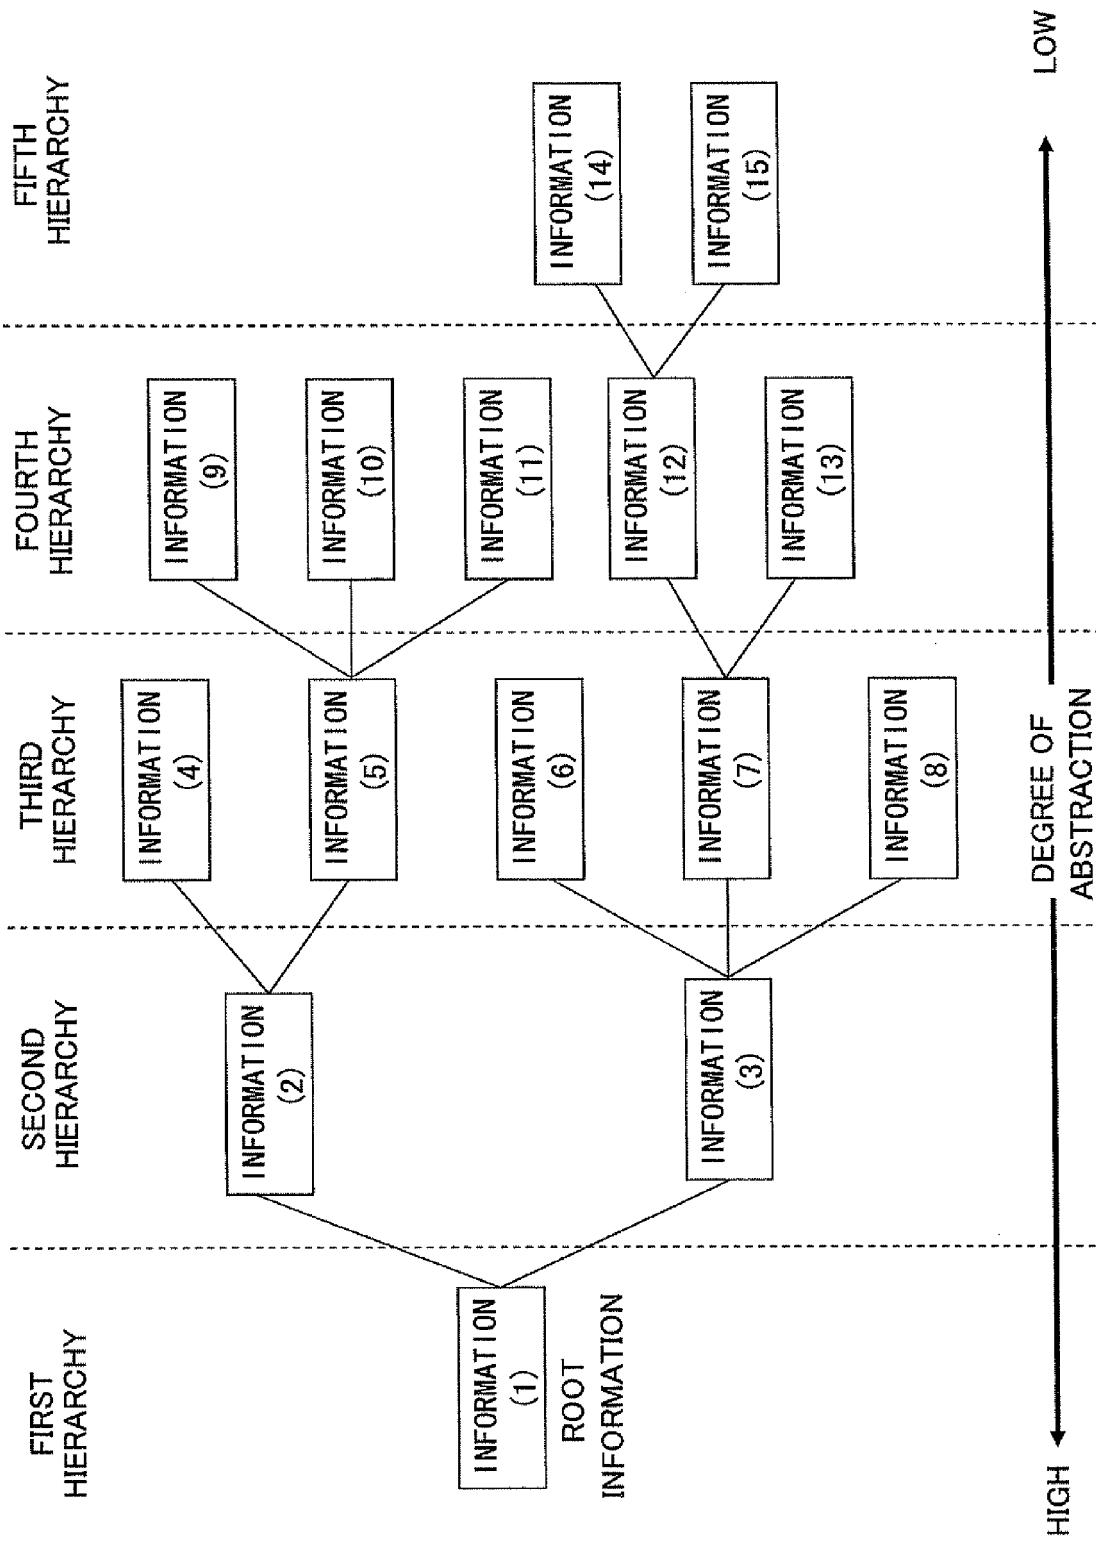 FIRST
HIERARCHY
SECOND
HIERARCHY
THIRD
HIERARCHY
FOURTH
HIERARCHY
FIFTH
HIERARCHY
INFORMATION
(1)
ROOT
INFORMATION
INFORMATION
(2)
INFORMATION
(3)
INFORMATION
(4)
INFORMATION
(5)
INFORMATION
(6)
INFORMATION
(7)
INFORMATION
(8)
INFORMATION
(9)
INFORMATION
(10)
INFORMATION
(11)
INFORMATION
(12)
INFORMATION
(13)
INFORMATION
(14)
INFORMATION
(15)
HIGH
DEGREE OF
ABSTRACTION
LOW